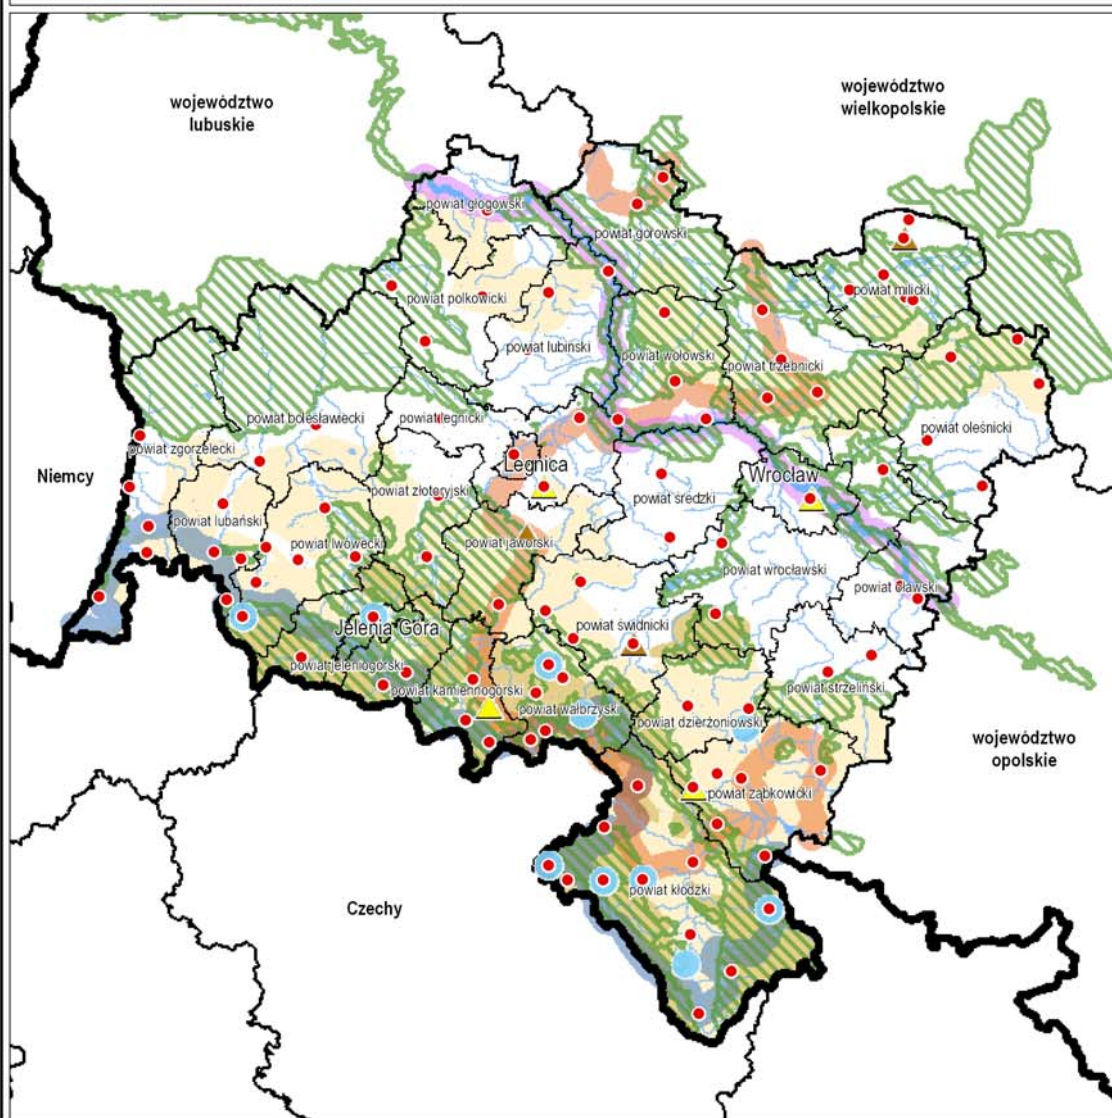 województwo
lubuskie
województwo
wielkopolskie
powiat głogowski
powiat górowski
powiat polkowicki
powiat milicki
powiat lubiński
powiat wołowski
powiat trzebnicki
powiat bolesławiecki
powiat legnicki
powiat oleśnicki
powiat zgorzelecki
Niemcy
Legnica
Wrocław
powiat złotoryjski
powiat średzki
powiat lubański
powiat lwówecki
powiat jaworski
powiat wrocławski
powiat oławski
Jelenia Góra
powiat świdnicki
powiat jeleniogórski
powiat kamiennogórski
powiat strzeliński
powiat wałbrzyski
powiat dzierżoniowski
województwo
opolskie
powiat ząbkowicki
powiat kłodzki
Czechy